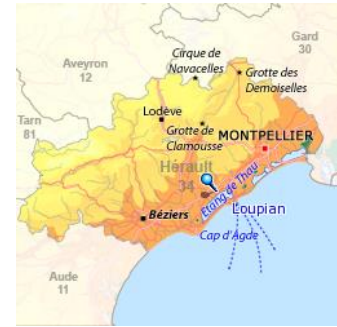 Gard
30
Cirque de
Navacelles
Aveyron
12
Grotte des
Demoiselles
Lodève
Tarn
81
Grotte de
Clamousse
MONTPELLIER
Hérault
34
Etang de Thau
Loupian
Béziers
Cap d'Agde
Aude
11